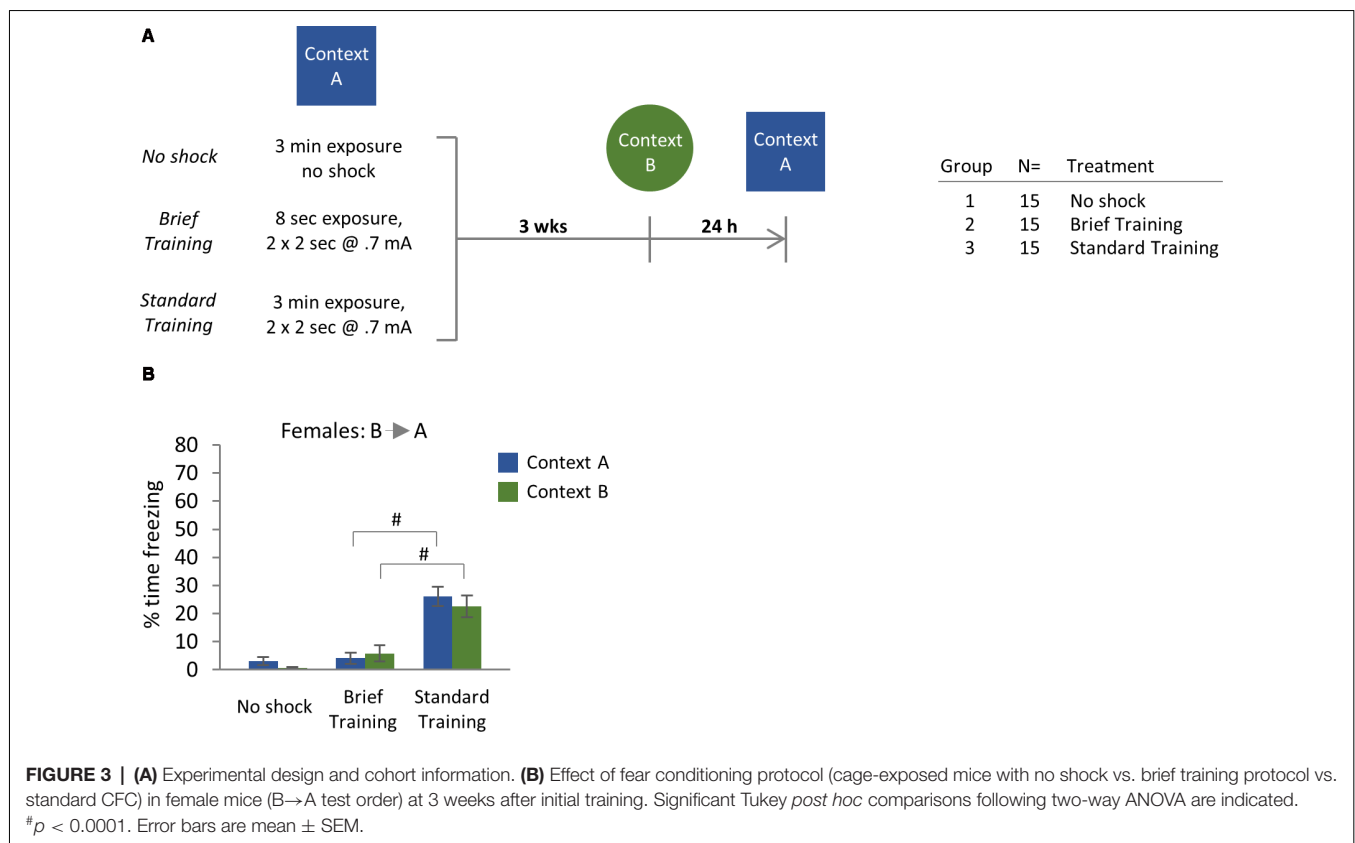 A
Context
A
No shock
3 min exposure
no shock
Brief
Training
8 sec exposure,
2 x 2 sec @ .7 mA
Standard
Training
3 min exposure,
2 x 2 sec @ .7 mA
3 wks
Context
B
24 h
Context
A
Group N= Treatment
1 15 No shock
2 15 Brief Training
3 15 Standard Training
B
Females: B A
% time freezing
80
70
60
50
40
30
20
10
0
#
#
Context A
Context B
No shock
Brief
Training
Standard
Training
FIGURE 3 | (A) Experimental design and cohort information. (B) Effect of fear conditioning protocol (cage-exposed mice with no shock vs. brief training protocol vs.
standard CFC) in female mice (B→A test order) at 3 weeks after initial training. Significant Tukey post hoc comparisons following two-way ANOVA are indicated.
#p < 0.0001. Error bars are mean ± SEM.